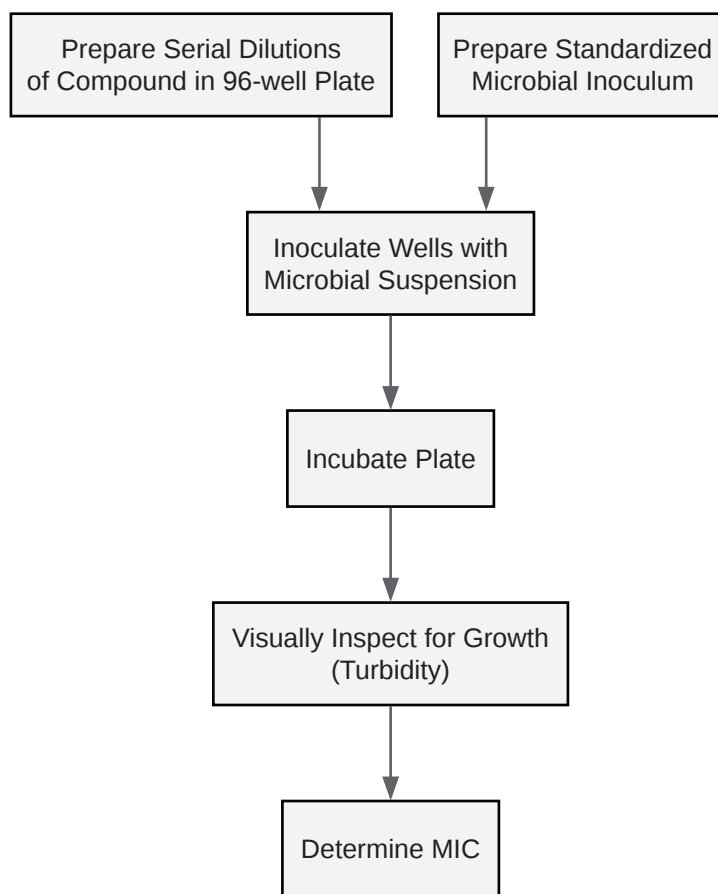 Prepare Serial Dilutions
of Compound in 96-well Plate
Prepare Standardized
Microbial Inoculum
Inoculate Wells with
Microbial Suspension
Incubate Plate
Visually Inspect for Growth
(Turbidity)
Determine MIC